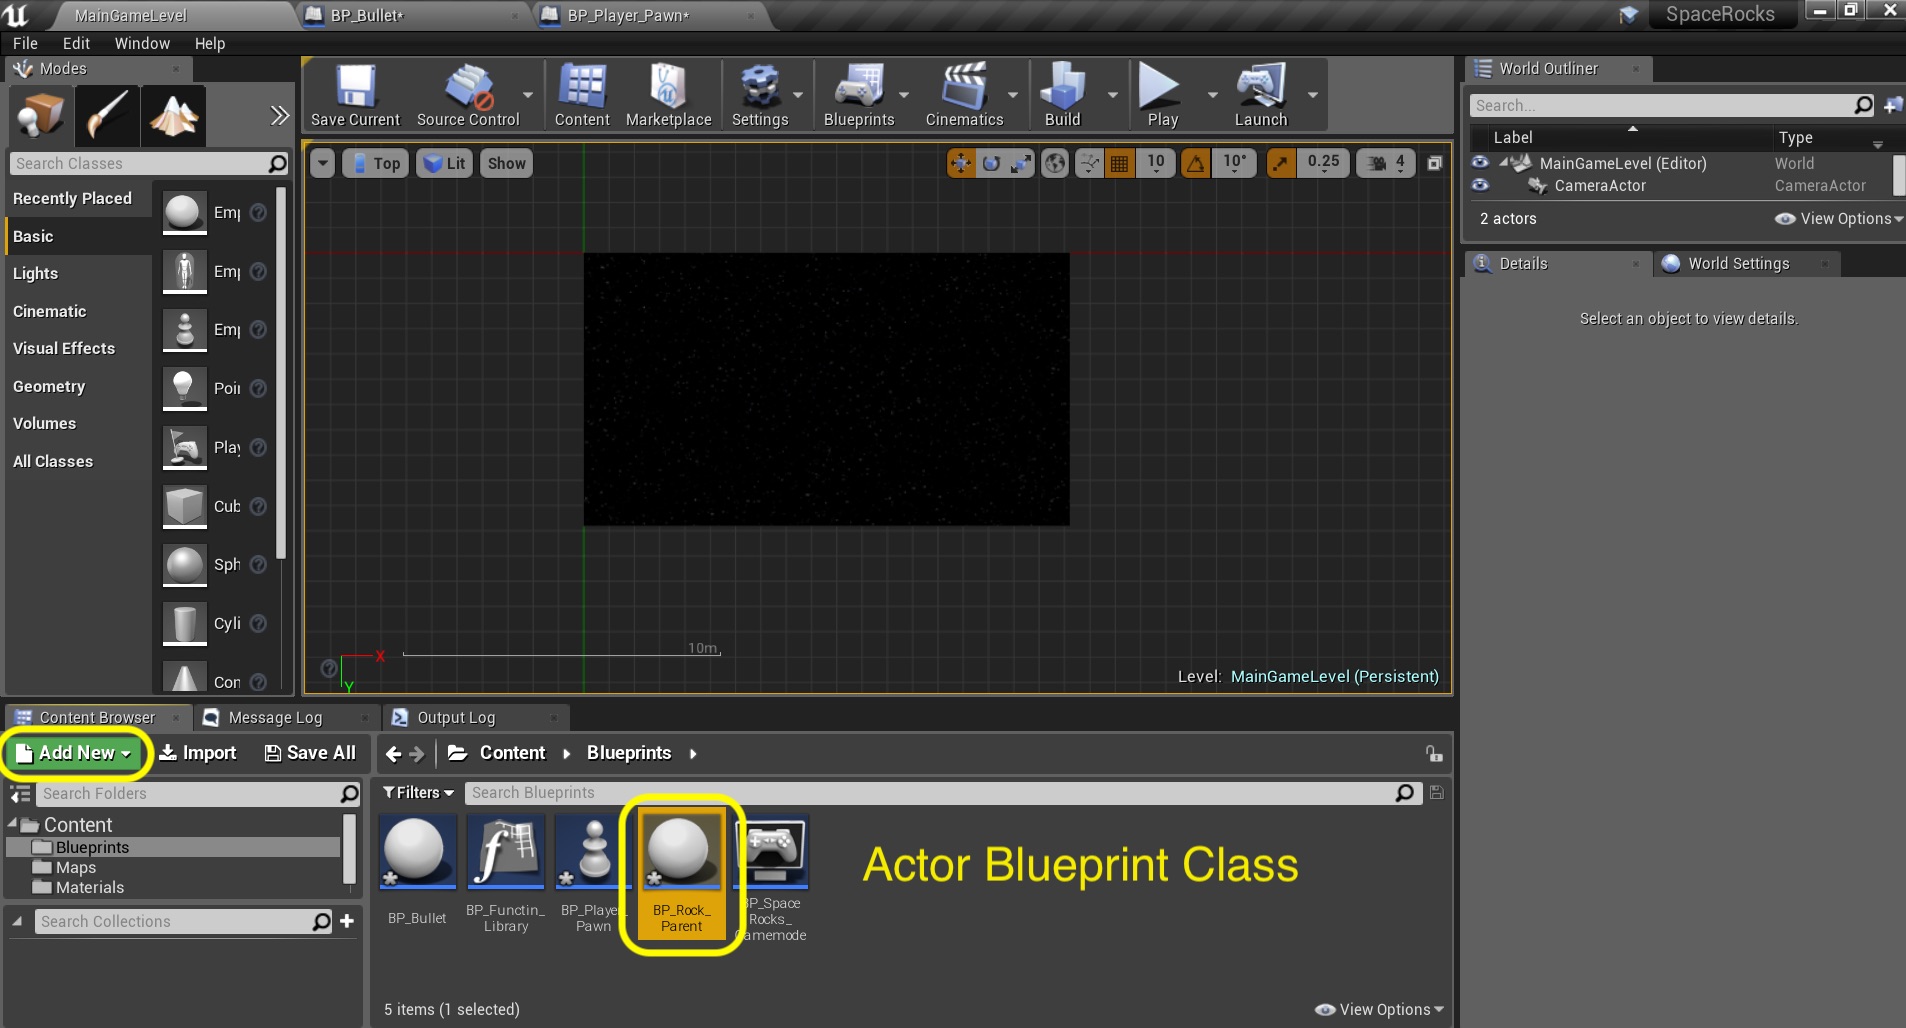 MainGameLevel
BP_Bullet*
BP_Player_Pawn*
SpaceRocks
File Edit Window Help
Modes
Save Current
Source Control
Content
Marketplace
Settings
Blueprints
Cinematics
Build
Play
Launch
Search Classes
Recently Placed
Basic
Lights
Cinematic
Visual Effects
Geometry
Volumes
All Classes
Emp
Emp
Emp
Poin
Play
Cub
Sph
Cyli
Con
Top
Lit
Show
10
10°
0.25
4
10m
X
Y
Level: MainGameLevel (Persistent)
World Outliner
Search...
Label Type
MainGameLevel (Editor) World
CameraActor CameraActor
2 actors
View Options
Details
World Settings
Select an object to view details.
Content Browser
Message Log
Output Log
Add New
Import
Save All
Content
Blueprints
Search Folders
Content
Blueprints
Maps
Materials
Search Collections
Filters
Search Blueprints
BP_Bullet
BP_Functin_
Library
BP_Player_
Pawn
BP_Rock_
Parent
BP_Space
Rocks_
Gamemode
Actor Blueprint Class
5 items (1 selected)
View Options